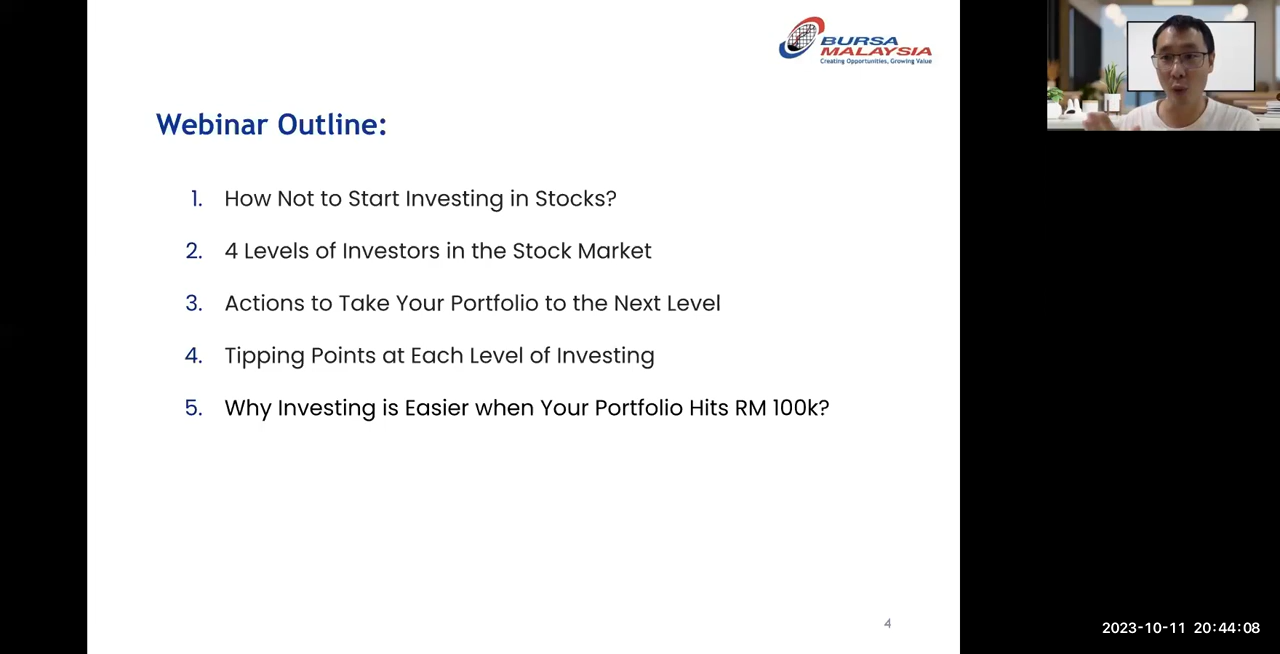 BURSA
MALAYSIA
Creating Opportunities, Growing Value
Webinar Outline:
1. How Not to Start Investing in Stocks?
2. 4 Levels of Investors in the Stock Market
3. Actions to Take Your Portfolio to the Next Level
4. Tipping Points at Each Level of Investing
5. Why Investing is Easier when Your Portfolio Hits RM 100k?
4
2023-10-11 20:44:08